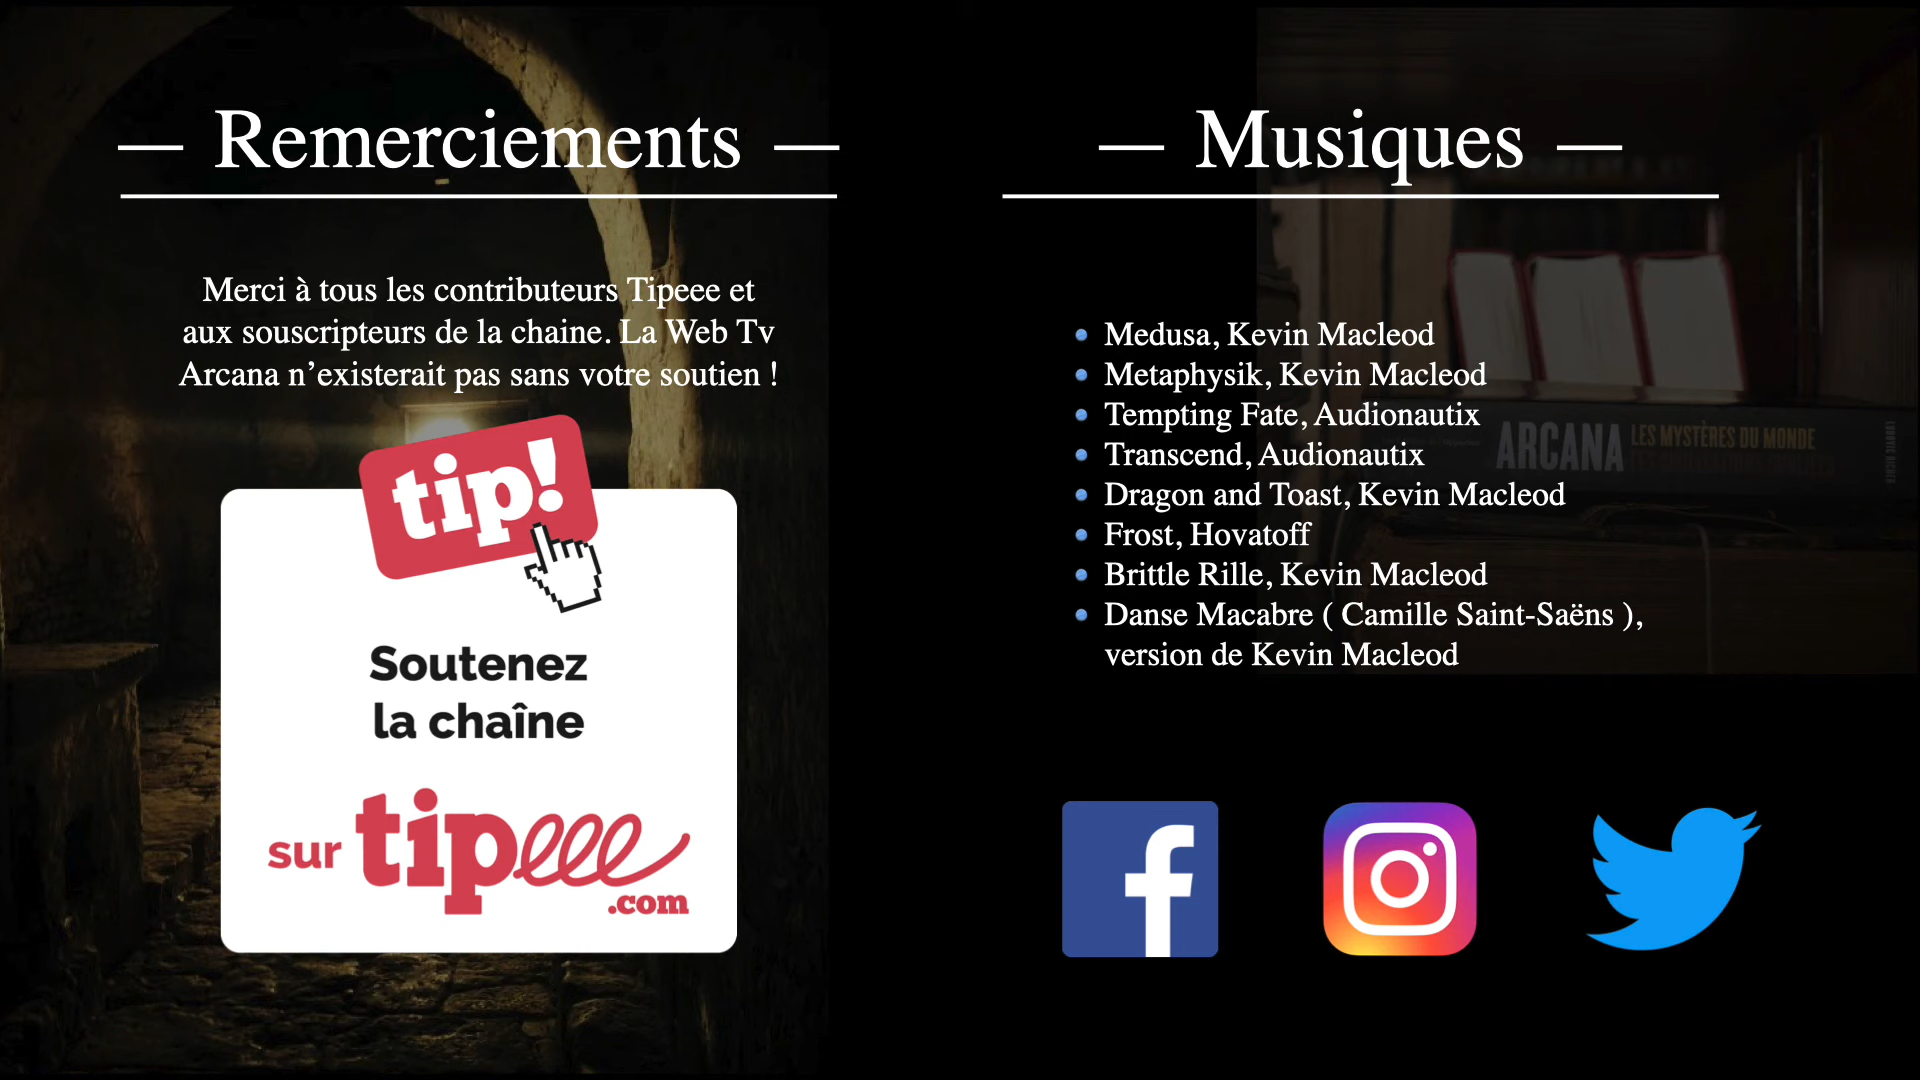 — Remerciements —
Merci à tous les contributeurs Tipeee et
aux souscripteurs de la chaine. La Web Tv
Arcana n’existerait pas sans votre soutien !
tip!
Soutenez
la chaîne
sur tipeee
.com
— Musiques —
• Medusa, Kevin Macleod
• Metaphysik, Kevin Macleod
• Tempting Fate, Audionautix
• Transcend, Audionautix
• Dragon and Toast, Kevin Macleod
• Frost, Hovatoff
• Brittle Rille, Kevin Macleod
• Danse Macabre ( Camille Saint-Saëns ),
version de Kevin Macleod
ARCANA LES MYSTÈRES DU MONDE